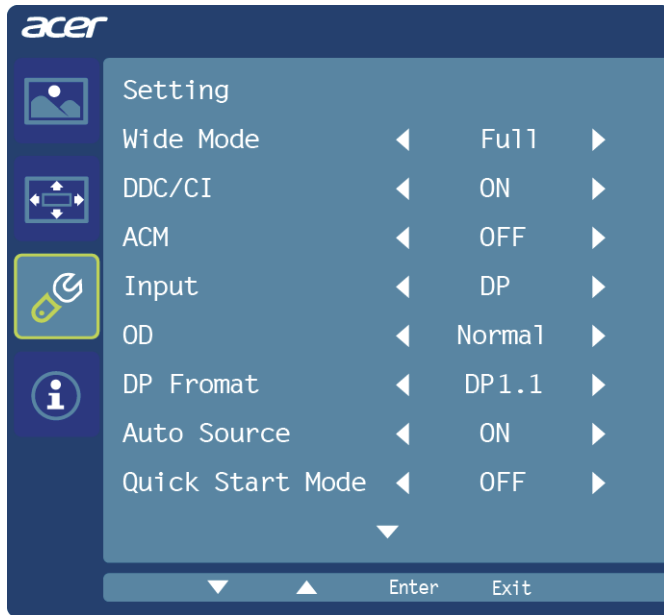 acer
Setting
Wide Mode Full
DDC/CI ON
ACM OFF
Input DP
OD Normal
DP Fromat DP1.1
Auto Source ON
Quick Start Mode OFF
Enter Exit